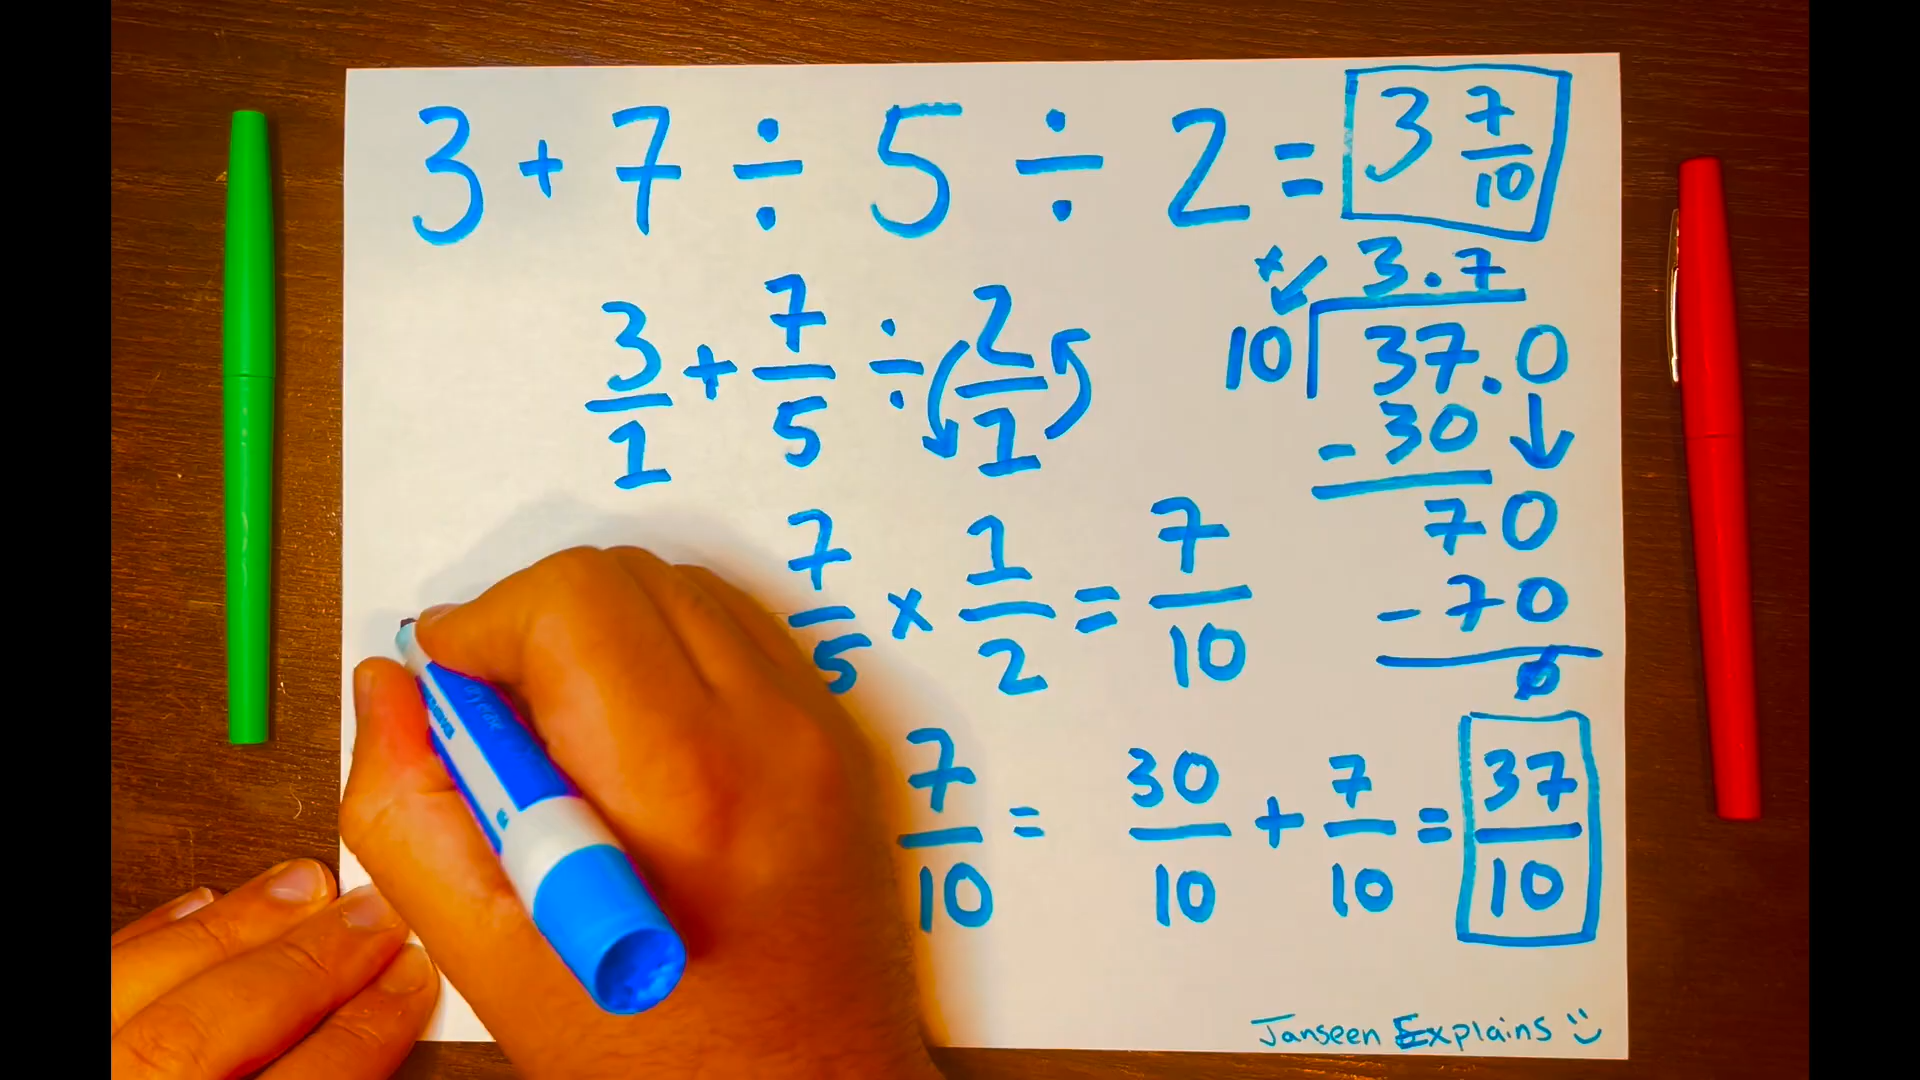 3 + 7 ÷ 5 ÷ 2 = 3 7/10
3/1 + 7/5 ÷ 2/1
7/5 × 1/2 = 7/10
7/10 = 30/10 + 7/10 = 37/10
×
3.7
10 37.0
- 30
70
- 70
0
Janseen Explains